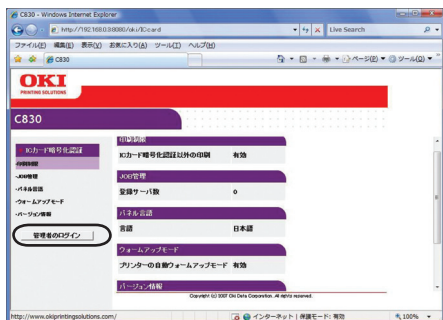 C830 - Windows Internet Explorer
http://192.168.0.9:8080/oki/ICcard
Live Search
ファイル(F) 編集(E) 表示(V) お気に入り(A) ツール(T) ヘルプ(H)
C830
ページ(P) ツール(O)
OKI
PRINTING SOLUTIONS
C830
ICカード暗号化認証
-印刷制限
-JOB管理
-パネル言語
-ウォームアップモード
-バージョン情報
管理者のログイン
印刷制限
ICカード暗号化認証以外の印刷 有効
JOB管理
登録サーバ数 0
パネル言語
言語 日本語
ウォームアップモード
プリンターの自動ウォームアップモード 有効
バージョン情報
Copyright (c) 2007 Oki Data Corporation. All rights reserved.
http://www.okiprintingsolutions.com/
インターネット | 保護モード: 有効
100%